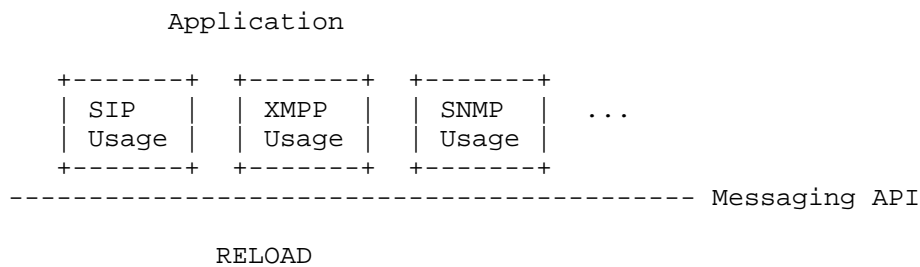 Application
+-------+  +-------+  +-------+
| SIP   |  | XMPP  |  | SNMP  |  ...
| Usage |  | Usage |  | Usage |
+-------+  +-------+  +-------+
------------------------------------------- Messaging API
RELOAD